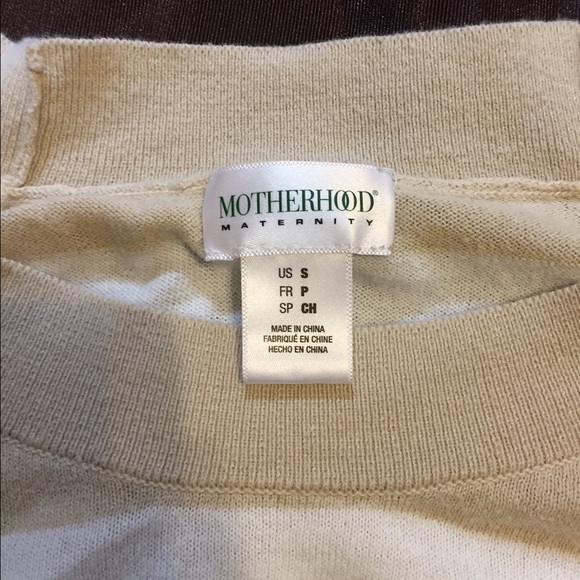 MOTHERHOOD®
MATERNITY
US S
FR P
SP CH
MADE IN CHINA
FABRIQUÉ EN CHINE
HECHO EN CHINA